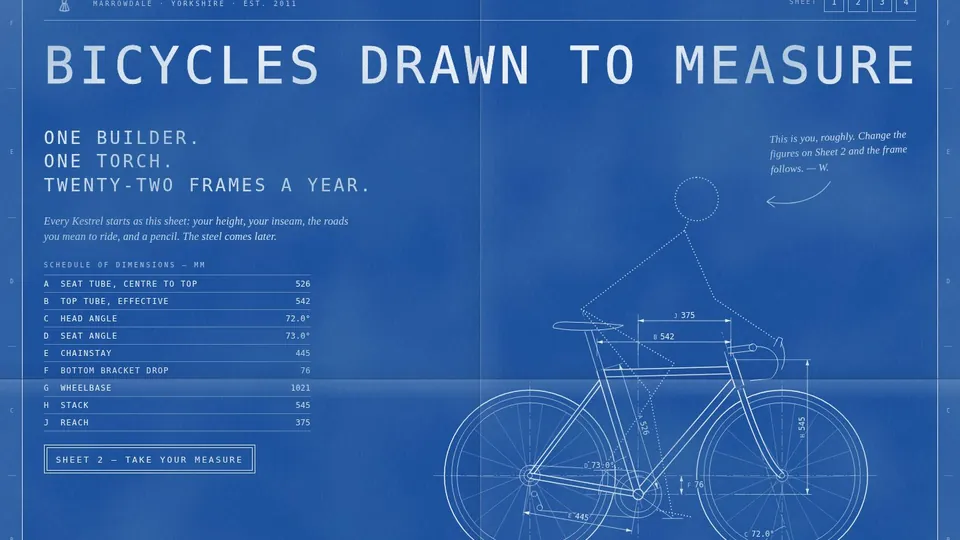 MARROWDALE · YORKSHIRE · EST. 2011
SHEET 1 2 3 4
BICYCLES DRAWN TO MEASURE
ONE BUILDER.
ONE TORCH.
TWENTY-TWO FRAMES A YEAR.
Every Kestrel starts as this sheet: your height, your inseam, the roads
you mean to ride, and a pencil. The steel comes later.
SCHEDULE OF DIMENSIONS — MM
A SEAT TUBE, CENTRE TO TOP 526
B TOP TUBE, EFFECTIVE 542
C HEAD ANGLE 72.0°
D SEAT ANGLE 73.0°
E CHAINSTAY 445
F BOTTOM BRACKET DROP 76
G WHEELBASE 1021
H STACK 545
J REACH 375
SHEET 2 — TAKE YOUR MEASURE
This is you, roughly. Change the
figures on Sheet 2 and the frame
follows. — W.
J 375
B 542
A 526
H 545
D 73.0°
F 76
E 445
C 72.0°
F
E
D
C
F
E
D
C